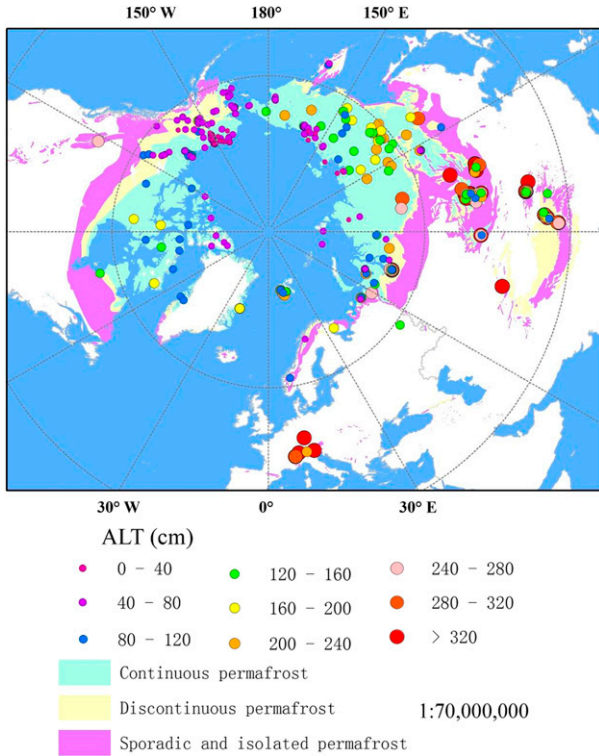 150° W 180° 150° E
30° W 0° 30° E
ALT (cm)
0 - 40 120 - 160 240 - 280
40 - 80 160 - 200 280 - 320
80 - 120 200 - 240 > 320
Continuous permafrost
Discontinuous permafrost 1:70,000,000
Sporadic and isolated permafrost